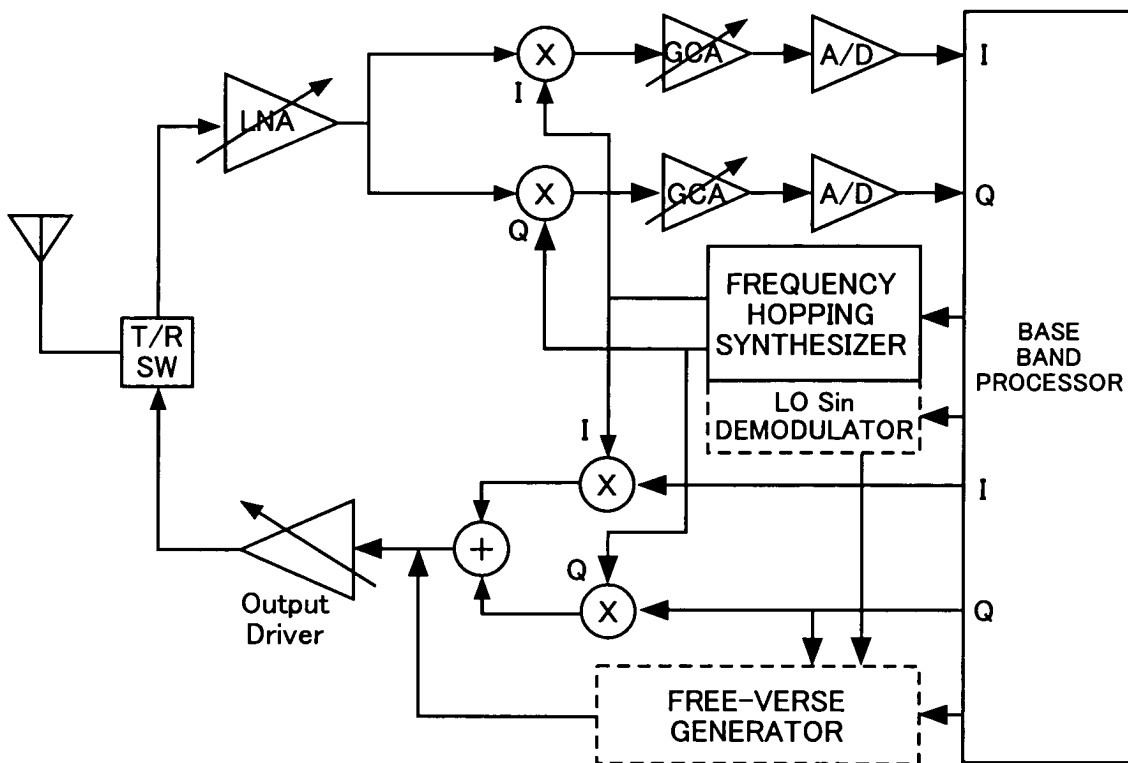 X
GCA
A/D
I
I
LNA
X
GCA
A/D
Q
Q
FREQUENCY
HOPPING
SYNTHESIZER
T/R
SW
BASE
BAND
PROCESSOR
LO Sin
DEMODULATOR
I
X
I
+
Q
X
Q
Output
Driver
FREE-VERSE
GENERATOR